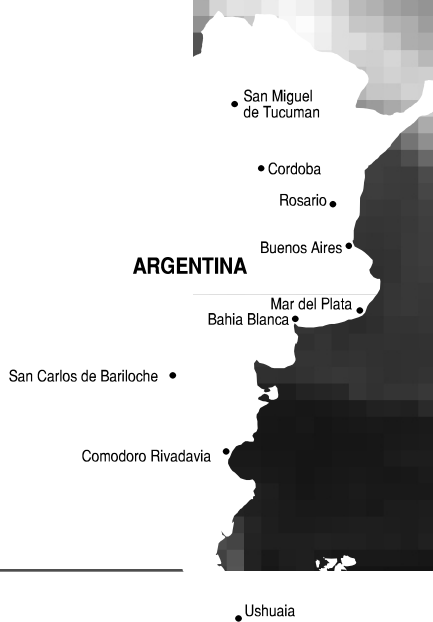 San Miguel
de Tucuman
Cordoba
Rosario
Buenos Aires
ARGENTINA
Mar del Plata
Bahia Blanca
San Carlos de Bariloche
Comodoro Rivadavia
Ushuaia